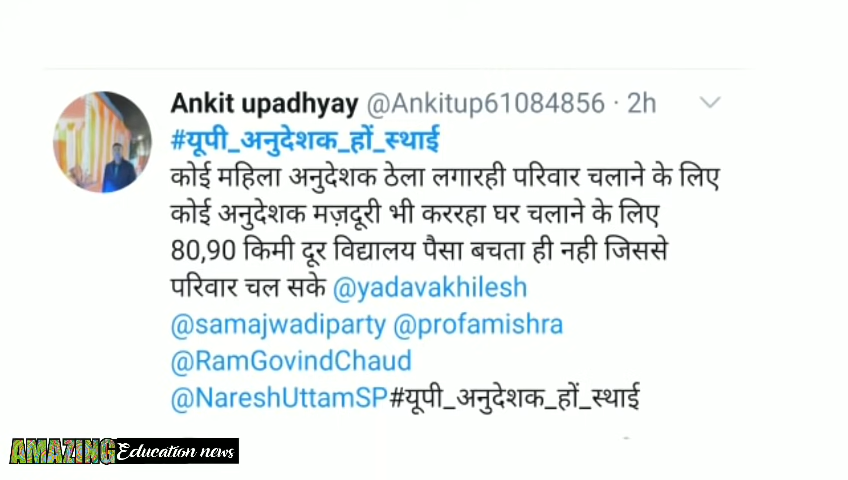 Ankit upadhyay @Ankitup61084856 · 2h
#यूपी_अनुदेशक_हों_स्थाई
कोई महिला अनुदेशक ठेला लगारही परिवार चलाने के लिए
कोई अनुदेशक मज़दूरी भी कररहा घर चलाने के लिए
80,90 किमी दूर विद्यालय पैसा बचता ही नही जिससे
परिवार चल सके @yadavakhilesh
@samajwadiparty @profamishra
@RamGovindChaud
@NareshUttamSP#यूपी_अनुदेशक_हों_स्थाई
AMAZING Education news